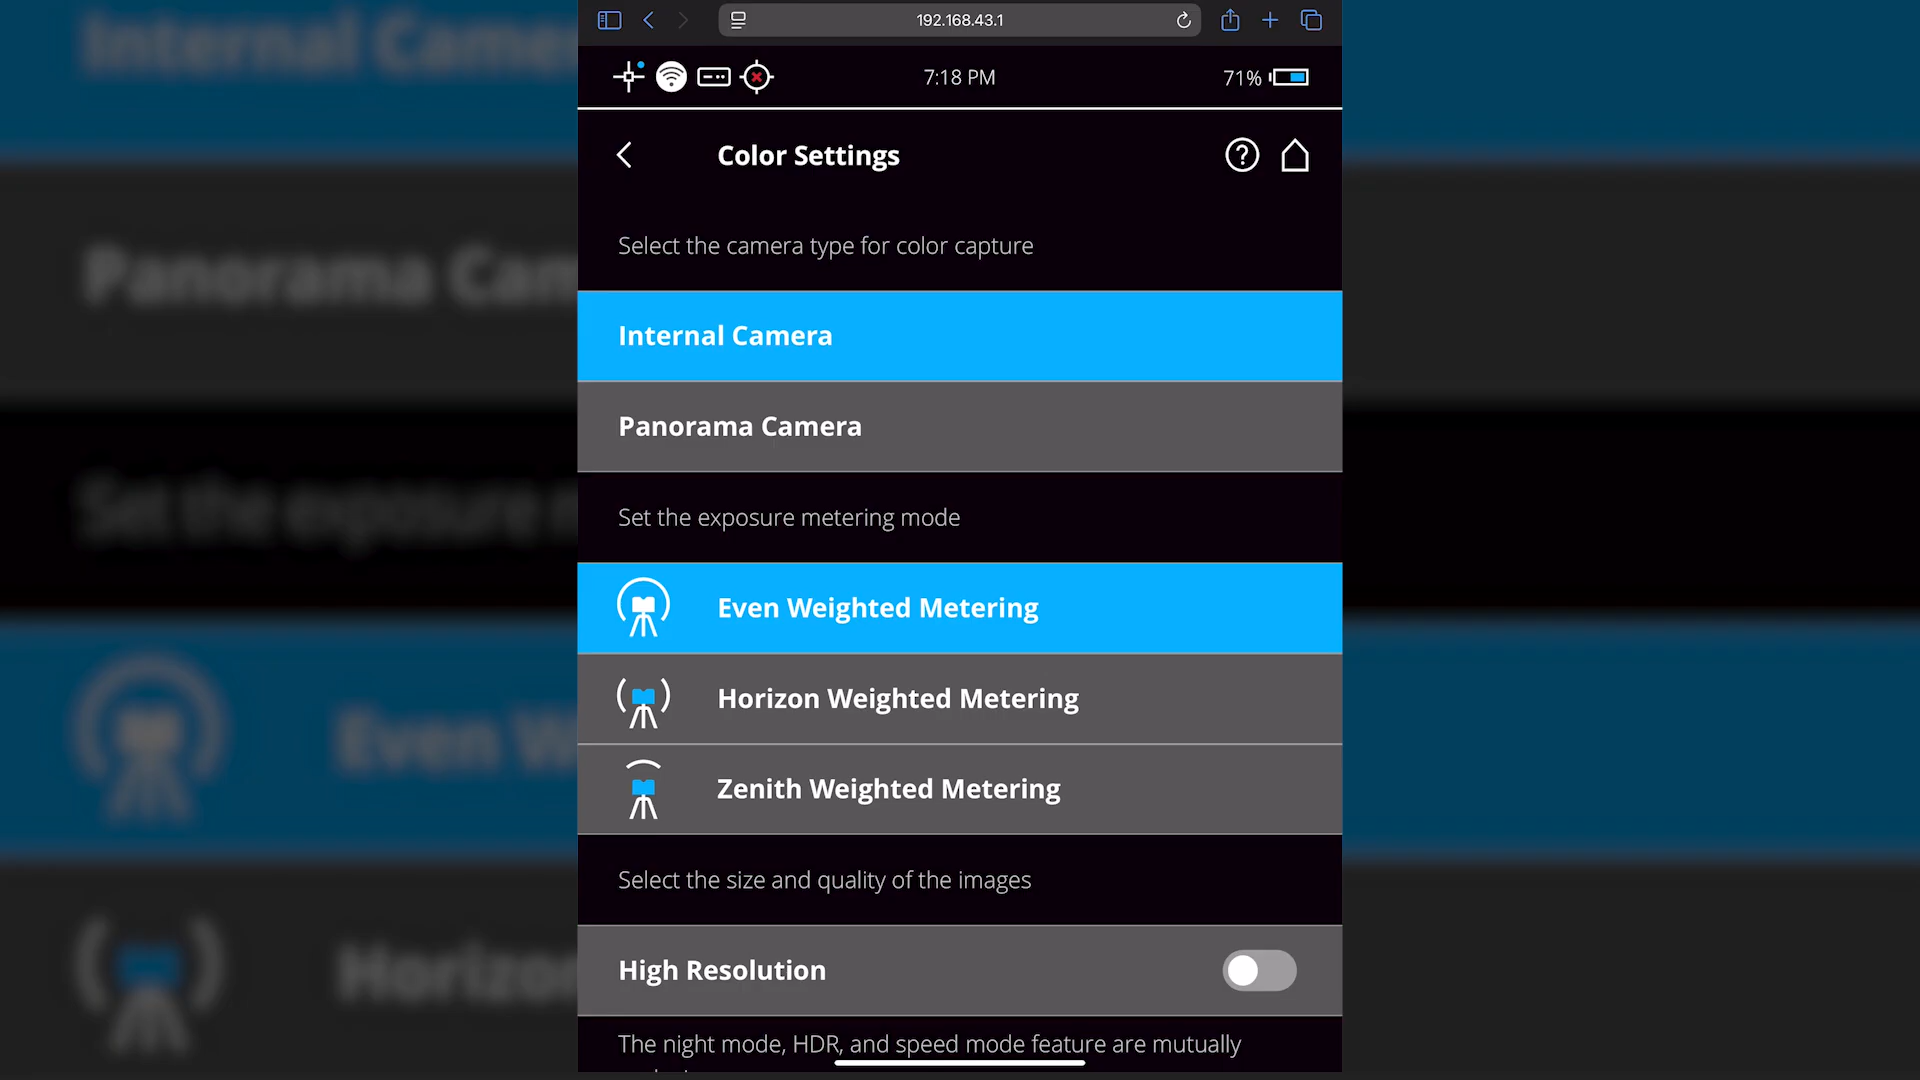 192.168.43.1
7:18 PM
71%
Color Settings
Select the camera type for color capture
Internal Camera
Panorama Camera
Set the exposure metering mode
Even Weighted Metering
Horizon Weighted Metering
Zenith Weighted Metering
Select the size and quality of the images
High Resolution
The night mode, HDR, and speed mode feature are mutually